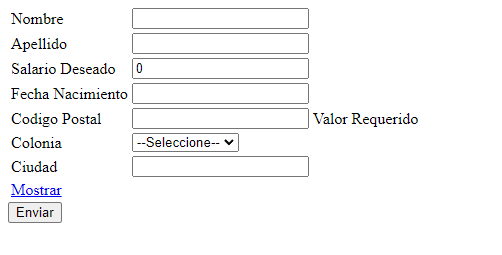 Nombre
Apellido
Salario Deseado 0
Fecha Nacimiento
Codigo Postal Valor Requerido
Colonia --Seleccione--
Ciudad
Mostrar
Enviar